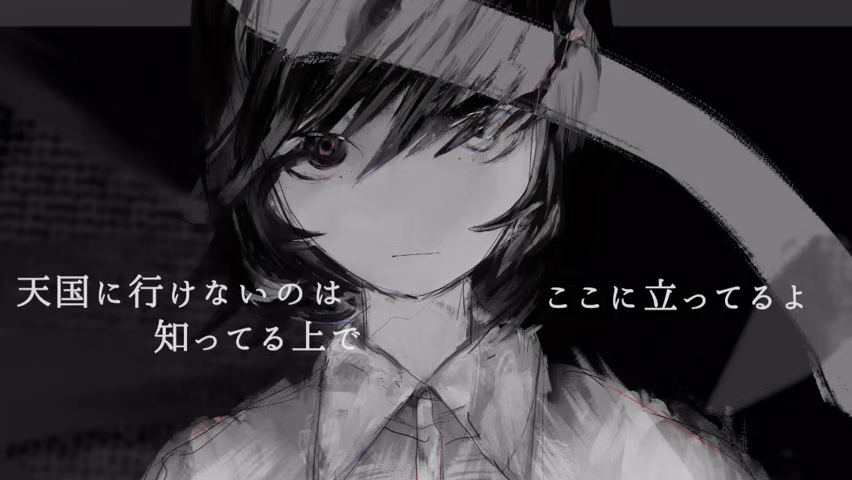 天国に行けないのは
知ってる上で
ここに立ってるよ